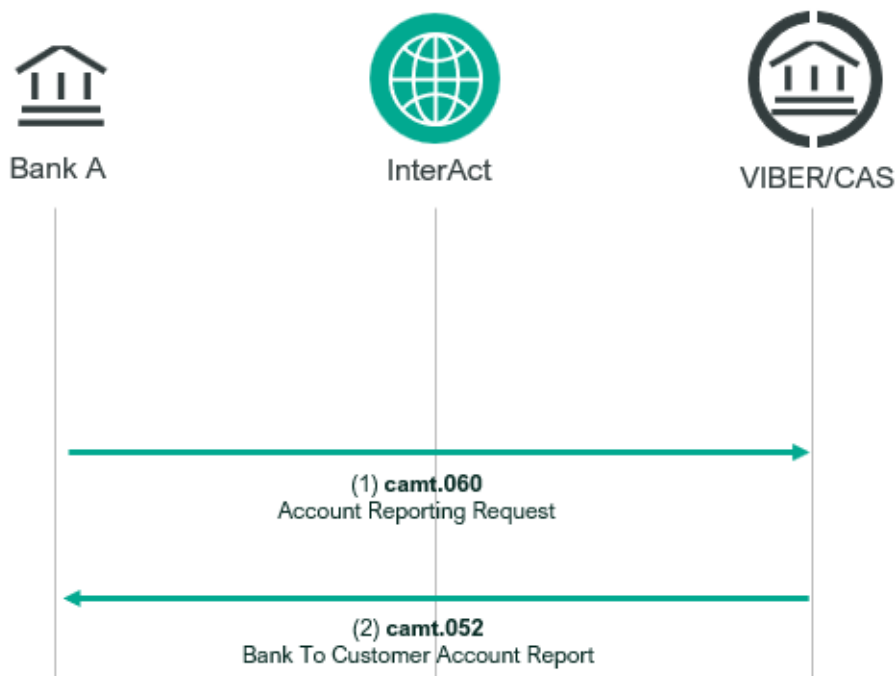 Bank A
InterAct
VIBER/CAS
(1) camt.060
Account Reporting Request
(2) camt.052
Bank To Customer Account Report